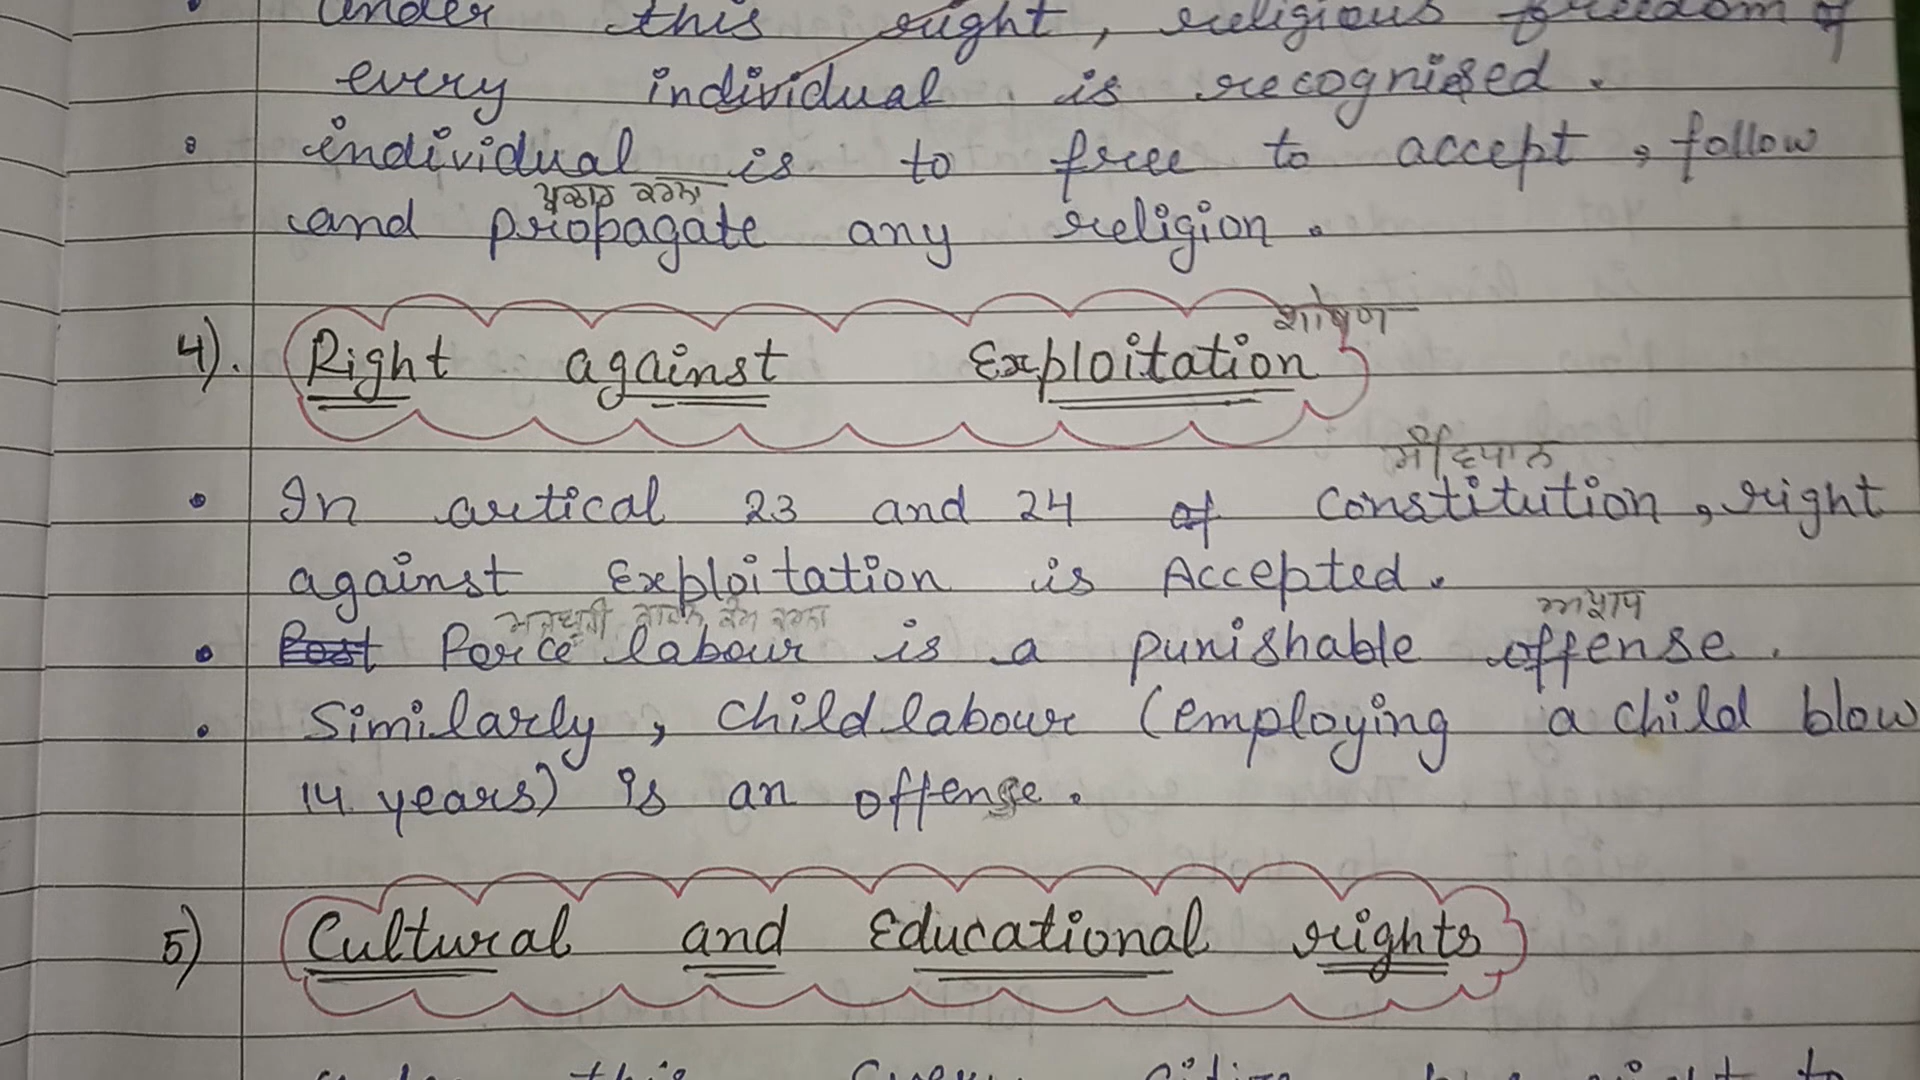 under this right, religious freedom of
every individual is recognised.
individual is to free to accept, follow
and propagate any religion.
शोषण
4). Right against Exploitation
In artical 23 and 24 of Constitution, right
against Exploitation is Accepted.
Force labour is a punishable offense.
Similarly, child labour (employing a child blow
14 years) is an offense.
5) Cultural and Educational rights